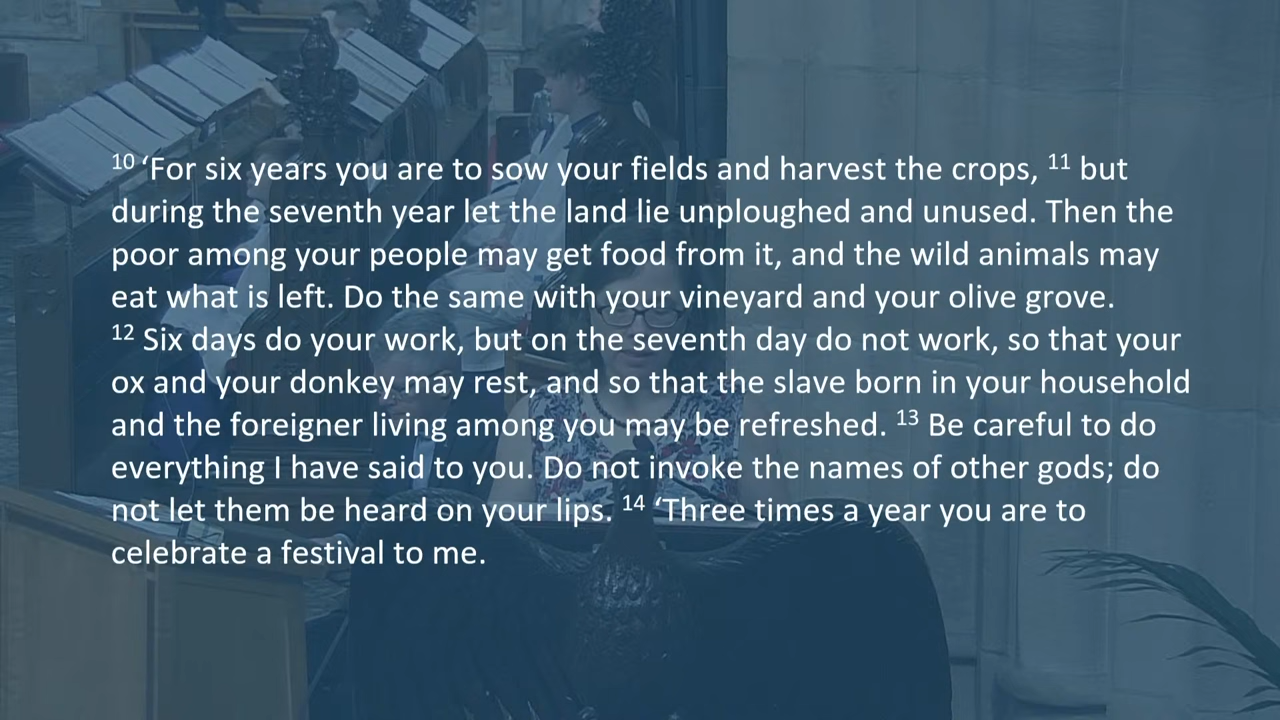 10 ‘For six years you are to sow your fields and harvest the crops, 11 but
during the seventh year let the land lie unploughed and unused. Then the
poor among your people may get food from it, and the wild animals may
eat what is left. Do the same with your vineyard and your olive grove.
12 Six days do your work, but on the seventh day do not work, so that your
ox and your donkey may rest, and so that the slave born in your household
and the foreigner living among you may be refreshed. 13 Be careful to do
everything I have said to you. Do not invoke the names of other gods; do
not let them be heard on your lips. 14 ‘Three times a year you are to
celebrate a festival to me.